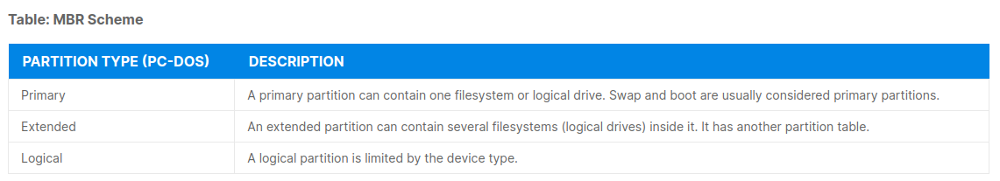 Table: MBR Scheme
PARTITION TYPE (PC-DOS) DESCRIPTION
Primary A primary partition can contain one filesystem or logical drive. Swap and boot are usually considered primary partitions.
Extended An extended partition can contain several filesystems (logical drives) inside it. It has another partition table.
Logical A logical partition is limited by the device type.